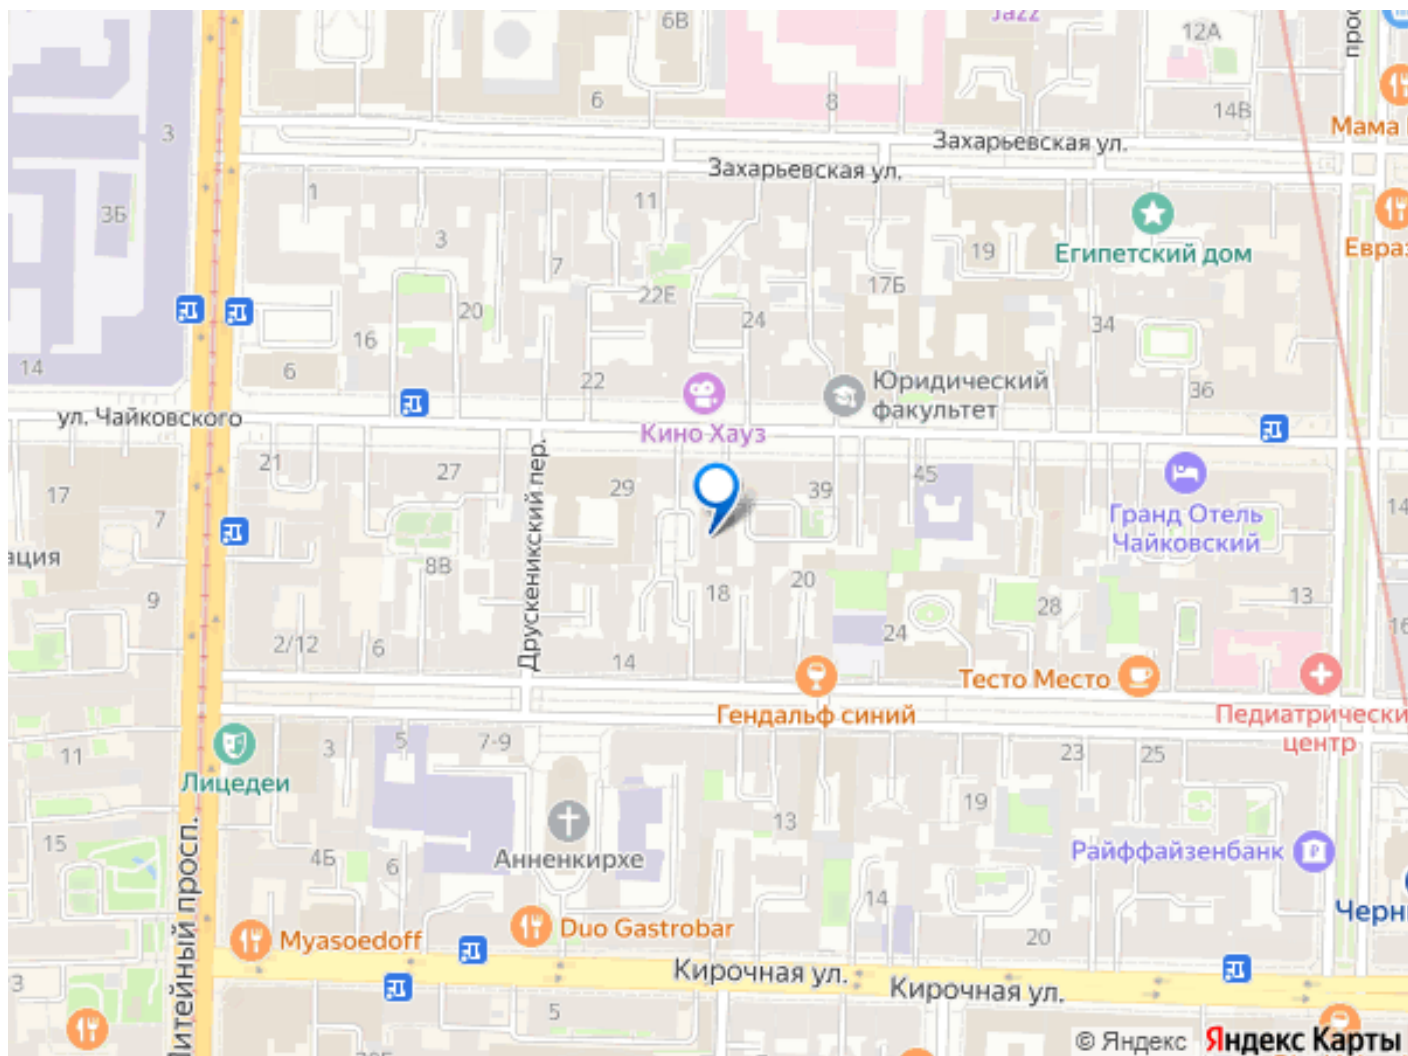 6В
Jazz
12А
прос
6
8
14В
3
Мама
Захарьевская ул.
Захарьевская ул.
1
11
3Б
3
19
Египетский дом
Евраз
7
22Е
17Б
20
24
34
16
14
6
22
Юридический
факультет
36
ул. Чайковского
Кино Хауз
21
27
Друскеникский пер.
29
39
45
17
7
Гранд Отель
Чайковский
14
ация
8В
18
20
9
28
13
16
2/12
6
14
24
Тесто Место
Гендальф синий
Педиатрически
центр
3
5
7-9
23
25
11
Лицедеи
19
13
15
4Б
6
Анненкирхе
Райффайзенбанк
14
Черн
Литейный просп.
Myasoedoff
Duo Gastrobar
20
3
Кирочная ул.
Кирочная ул.
5
© Яндекс Яндекс Карты